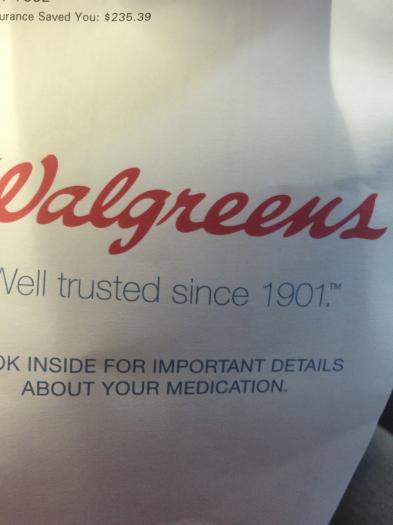 urance Saved You: $235.39
Walgreens
Well trusted since 1901.™
OK INSIDE FOR IMPORTANT DETAILS
ABOUT YOUR MEDICATION.